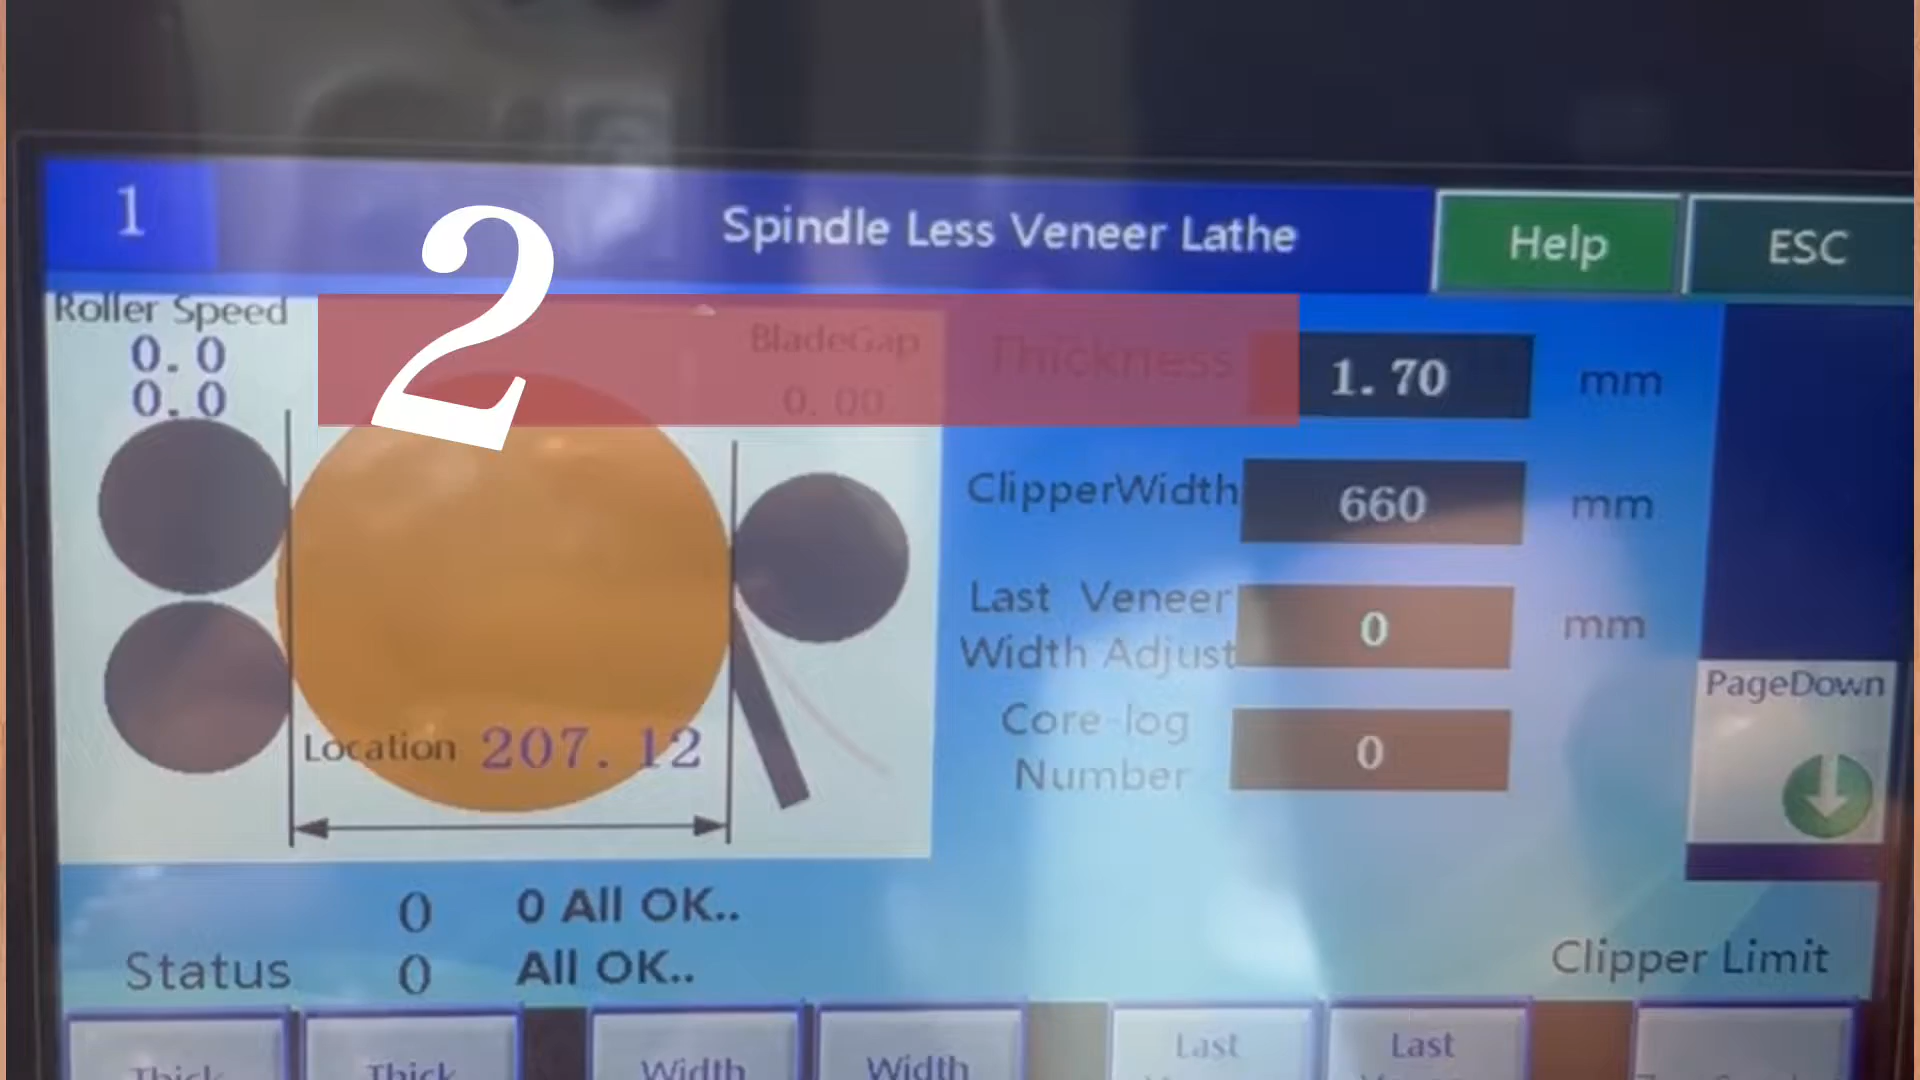 1
Spindle Less Veneer Lathe
Help
ESC
2
Roller Speed
0.0
0.0
BladeGap
0.00
Thickness
1.70
mm
ClipperWidth
660
mm
Last Veneer
Width Adjust
0
mm
Core-log
Number
0
PageDown
Location 207.12
0 0 All OK..
Status 0 All OK..
Clipper Limit
Thick
Thick
Width
Width
Last
Last